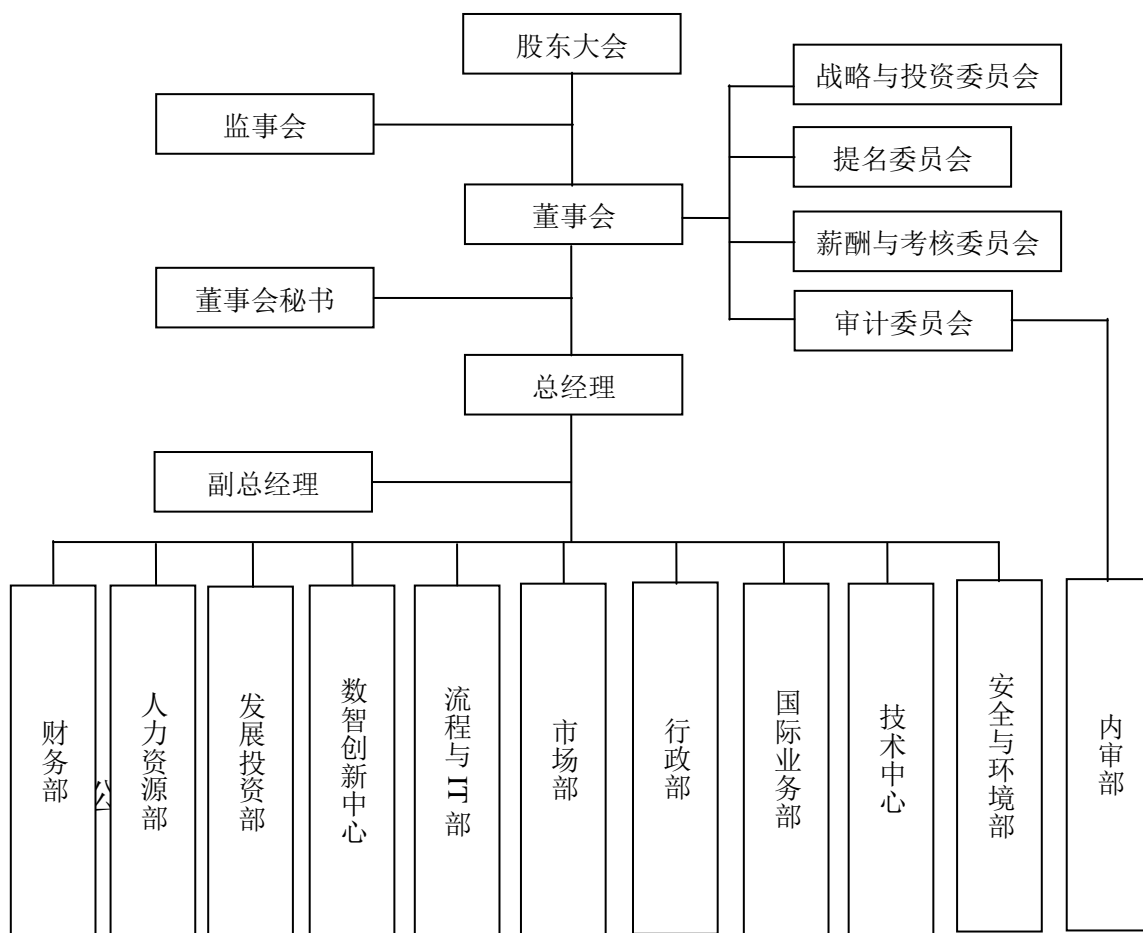 股东大会
战略与投资委员会
监事会
提名委员会
董事会
薪酬与考核委员会
董事会秘书
审计委员会
总经理
副总经理
财务部
公
人力资源部
发展投资部
数智创新中心
流程与IT部
市场部
行政部
国际业务部
技术中心
安全与环境部
内审部